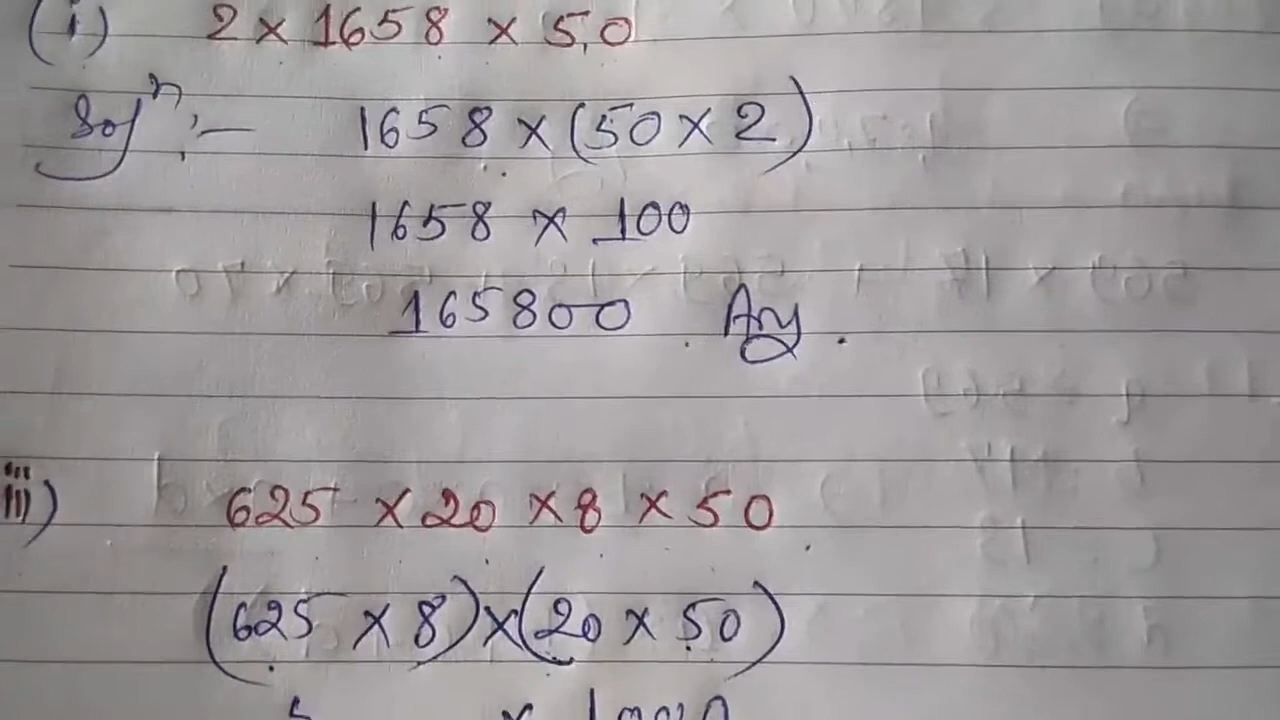 (i) 2 × 1658 × 50
Solⁿ :- 1658 × (50 × 2)
1658 × 100
165800 Ans.
iii) 625 × 20 × 8 × 50
(625 × 8) × (20 × 50)